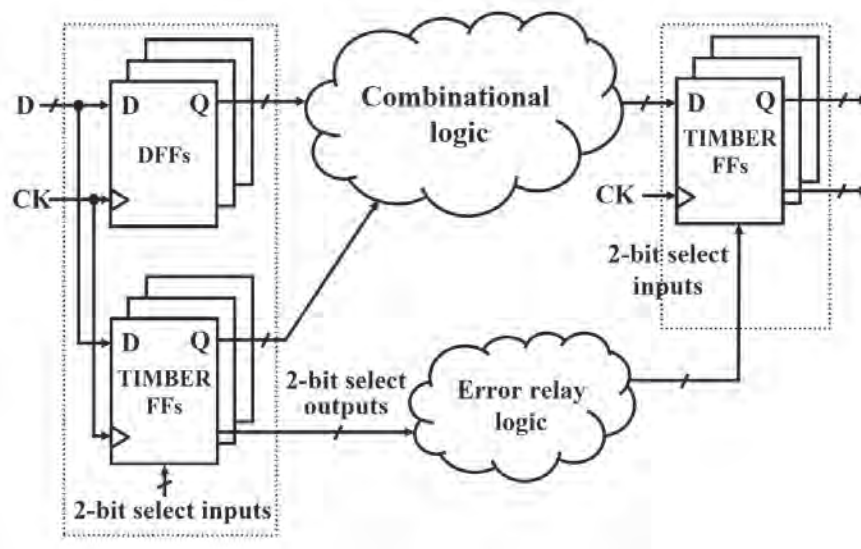 D
D
Q
DFFs
CK
Combinational
logic
D
Q
TIMBER
FFs
CK
2-bit select
inputs
D
Q
TIMBER
FFs
2-bit select
outputs
Error relay
logic
2-bit select inputs